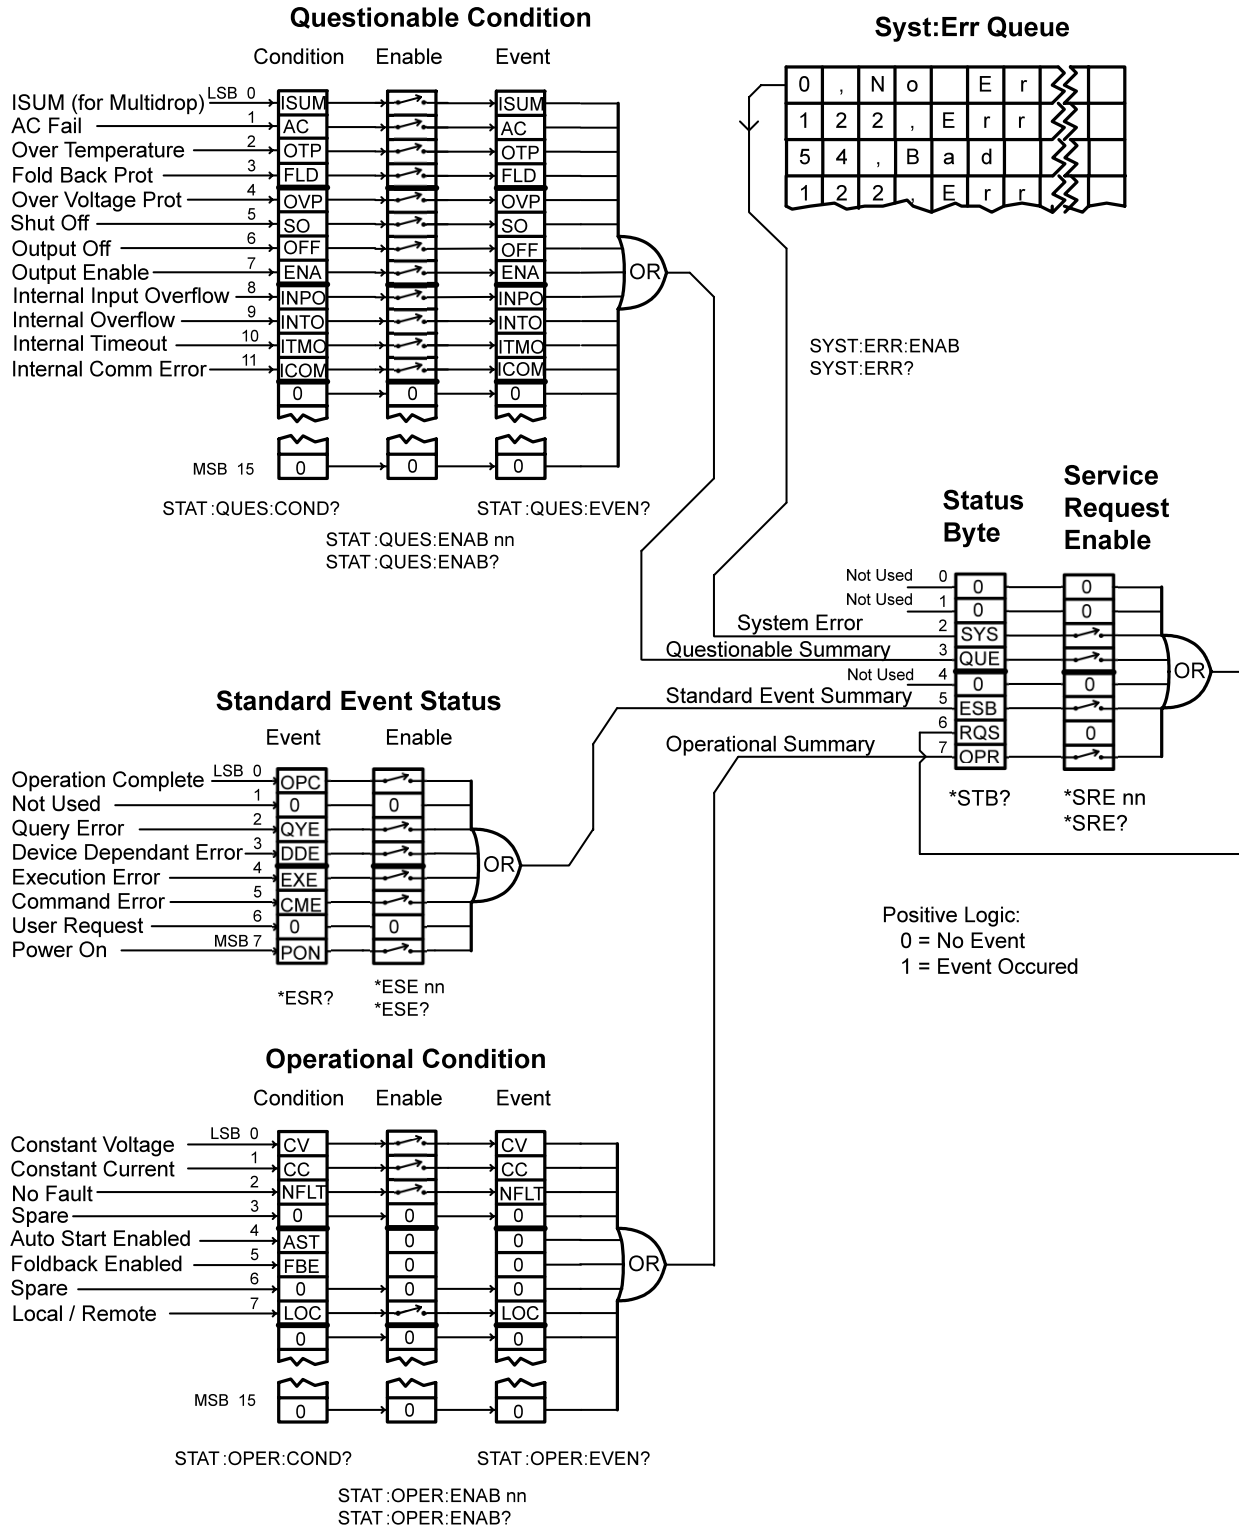 Questionable Condition
Condition Enable Event
ISUM (for Multidrop) LSB 0 ISUM ISUM
AC Fail 1 AC AC
Over Temperature 2 OTP OTP
Fold Back Prot 3 FLD FLD
Over Voltage Prot 4 OVP OVP
Shut Off 5 SO SO
Output Off 6 OFF OFF
Output Enable 7 ENA ENA
OR
Internal Input Overflow 8 INPO INPO
Internal Overflow 9 INTO INTO
Internal Timeout 10 ITMO ITMO
Internal Comm Error 11 ICOM ICOM
0 0 0
MSB 15 0 0 0
STAT:QUES:COND? STAT:QUES:EVEN?
STAT:QUES:ENAB nn
STAT:QUES:ENAB?
Syst:Err Queue
0 , N o E r
1 2 2 , E r r
5 4 , B a d
1 2 2 , E r r
SYST:ERR:ENAB
SYST:ERR?
Status
Byte
Service
Request
Enable
Not Used 0 0 0
Not Used 1 0 0
System Error 2 SYS
Questionable Summary 3 QUE
OR
Not Used 4 0 0
Standard Event Summary 5 ESB
6 RQS 0
Operational Summary 7 OPR
*STB? *SRE nn
*SRE?
Positive Logic:
0 = No Event
1 = Event Occured
Standard Event Status
Event Enable
Operation Complete LSB 0 OPC
Not Used 1 0 0
Query Error 2 QYE
Device Dependant Error 3 DDE
OR
Execution Error 4 EXE
Command Error 5 CME
User Request 6 0 0
Power On MSB 7 PON
*ESR? *ESE nn
*ESE?
Operational Condition
Condition Enable Event
Constant Voltage LSB 0 CV CV
Constant Current 1 CC CC
No Fault 2 NFLT NFLT
Spare 3 0 0 0
Auto Start Enabled 4 AST 0 0
Foldback Enabled 5 FBE 0 0
OR
Spare 6 0 0 0
Local / Remote 7 LOC LOC
0 0 0
MSB 15 0 0 0
STAT:OPER:COND? STAT:OPER:EVEN?
STAT:OPER:ENAB nn
STAT:OPER:ENAB?